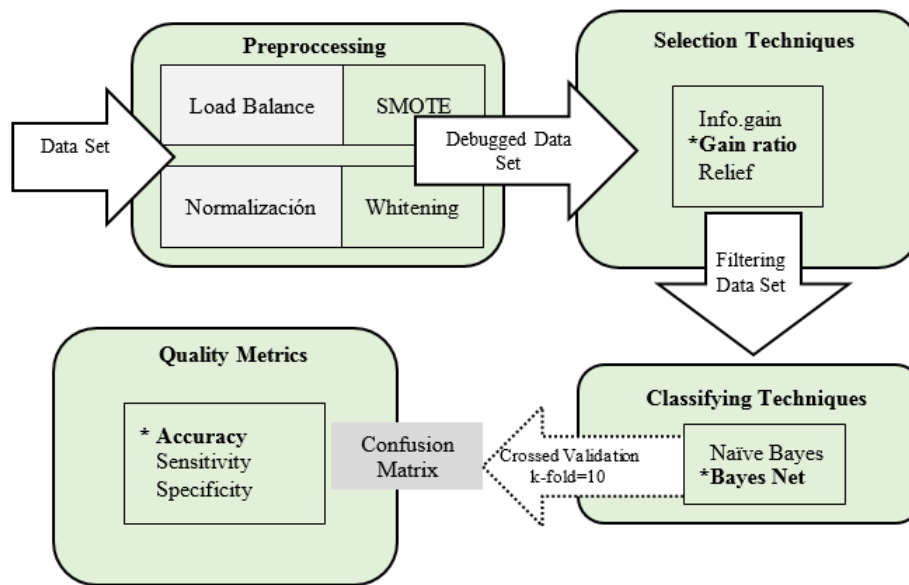 Preproccessing
Load Balance
SMOTE
Normalización
Whitening
Data Set
Debugged Data
Set
Selection Techniques
Info.gain
*Gain ratio
Relief
Filtering
Data Set
Classifying Techniques
Naïve Bayes
*Bayes Net
Crossed Validation
k-fold=10
Confusion
Matrix
Quality Metrics
* Accuracy
Sensitivity
Specificity